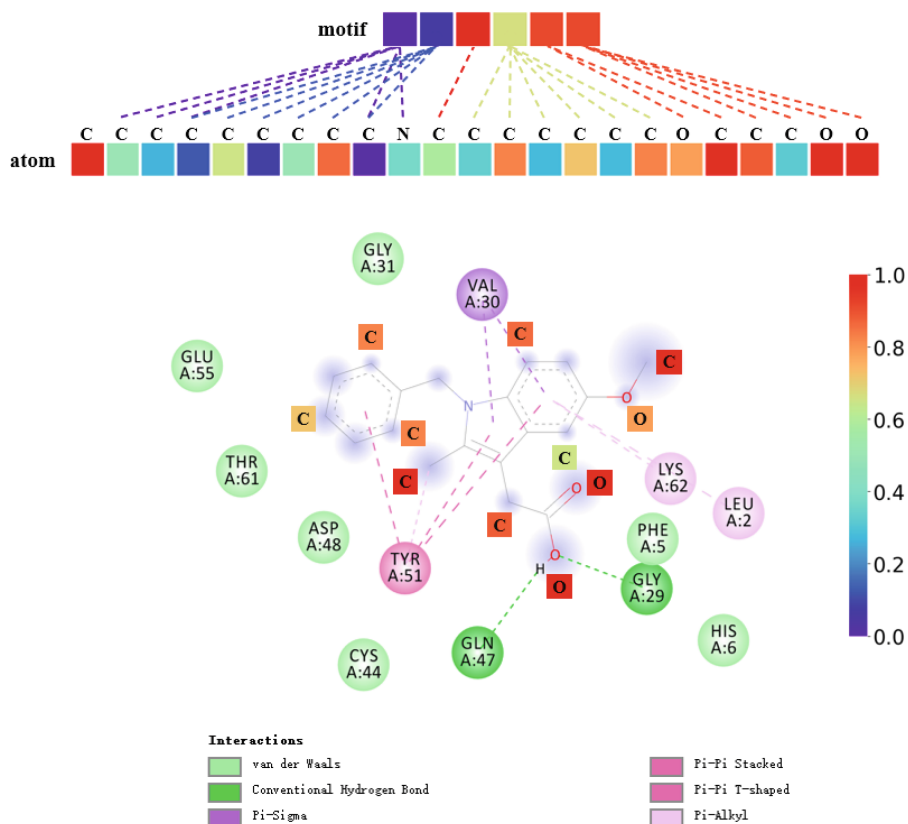 motif
C C C C C C C C C N C C C C C C C O C C C O O
atom
GLY
A:31
VAL
A:30
1.0
C
C
GLU
A:55
C
0.8
N
O
C
C
O
THR
A:61
C
C
LYS
A:62
0.6
C
O
O
LEU
A:2
ASP
A:48
C
PHE
A:5
0.4
TYR
A:51
O
H
O
GLY
A:29
0.2
HIS
A:6
CYS
A:44
GLN
A:47
0.0
Interactions
van der Waals
Conventional Hydrogen Bond
Pi-Sigma
Pi-Pi Stacked
Pi-Pi T-shaped
Pi-Alkyl